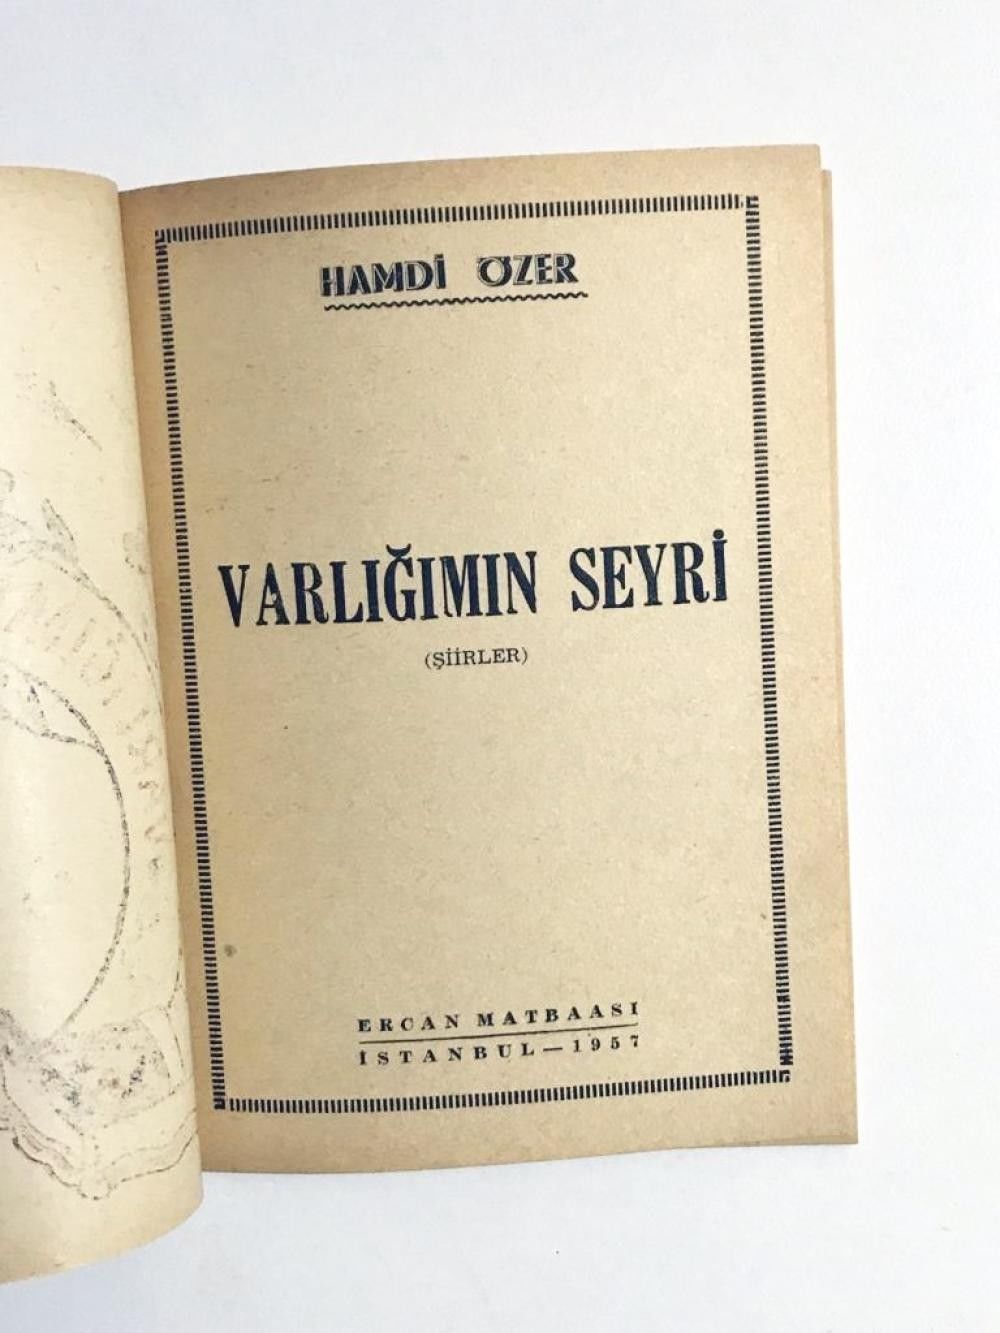 HAMDİ ÖZER
VARLIĞIMIN SEYRİ
(ŞİİRLER)
ERCAN MATBAASI
İSTANBUL — 1957